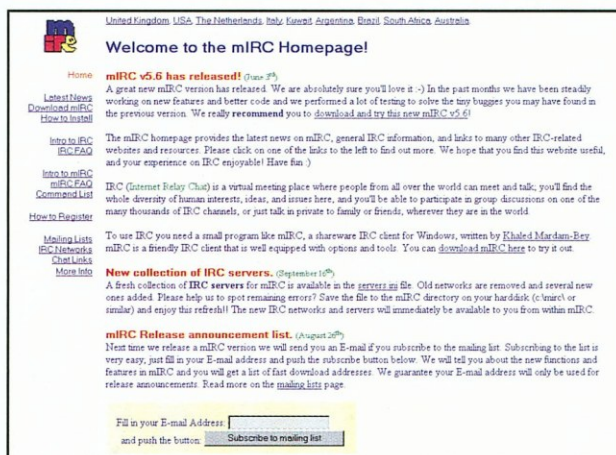 United Kingdom, USA, The Netherlands, Italy, Kuwait, Argentina, Brazil, South Africa, Australia.
mIRC
Welcome to the mIRC Homepage!
Home
Latest News
Download mIRC
How to Install
Intro to IRC
IRC FAQ
Intro to mIRC
mIRC FAQ
Command List
How to Register
Mailing Lists
IRC Networks
Chat Links
More Info
mIRC v5.6 has released! (June 3th)
A great new mIRC version has released. We are absolutely sure you'll love it :-) In the past months we have been steadily
working on new features and better code and we performed a lot of testing to solve the tiny buggies you may have found in
the previous version. We really recommend you to download and try this new mIRC v5.6!
The mIRC homepage provides the latest news on mIRC, general IRC information, and links to many other IRC-related
websites and resources. Please click on one of the links to the left to find out more. We hope that you find this website useful,
and your experience on IRC enjoyable! Have fun :)
IRC (Internet Relay Chat) is a virtual meeting place where people from all over the world can meet and talk; you'll find the
whole diversity of human interests, ideas, and issues here, and you'll be able to participate in group discussions on one of the
many thousands of IRC channels, or just talk in private to family or friends, wherever they are in the world.
To use IRC you need a small program like mIRC, a shareware IRC client for Windows, written by Khaled Mardam-Bey.
mIRC is a friendly IRC client that is well equipped with options and tools. You can download mIRC here to try it out.
New collection of IRC servers. (September 16th)
A fresh collection of IRC servers for mIRC is available in the servers.ini file. Old networks are removed and several new
ones added. Please help us to spot remaining errors? Save the file to the mIRC directory on your harddisk (c:\mirc\ or
similar) and enjoy this refresh!! The new IRC networks and servers will immediately be available to you from within mIRC.
mIRC Release announcement list. (August 26th)
Next time we release a mIRC version we will send you an E-mail if you subscribe to the mailing list. Subscribing to the list is
very easy, just fill in your E-mail address and push the subscribe button below. We will tell you about the new functions and
features in mIRC and you will get a list of fast download addresses. We guarantee your E-mail address will only be used for
release announcements. Read more on the mailing lists page.
Fill in your E-mail Address:
and push the button: Subscribe to mailing list